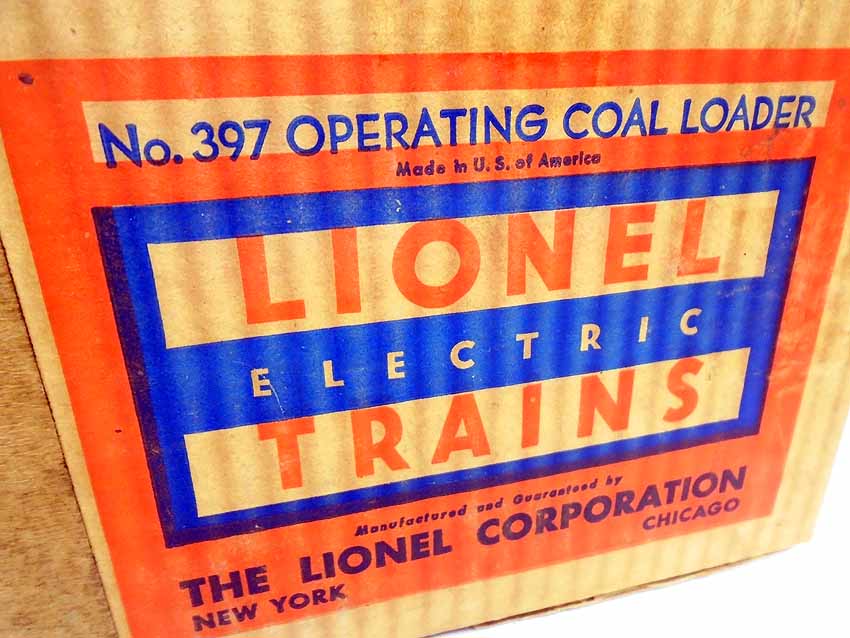 No. 397 OPERATING COAL LOADER
Made in U. S. of America
LIONEL
ELECTRIC
TRAINS
Manufactured and Guaranteed by
THE LIONEL CORPORATION
NEW YORK CHICAGO